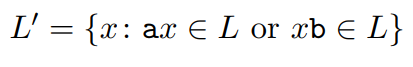 L′ = {x: ax ∈ L or xb ∈ L}